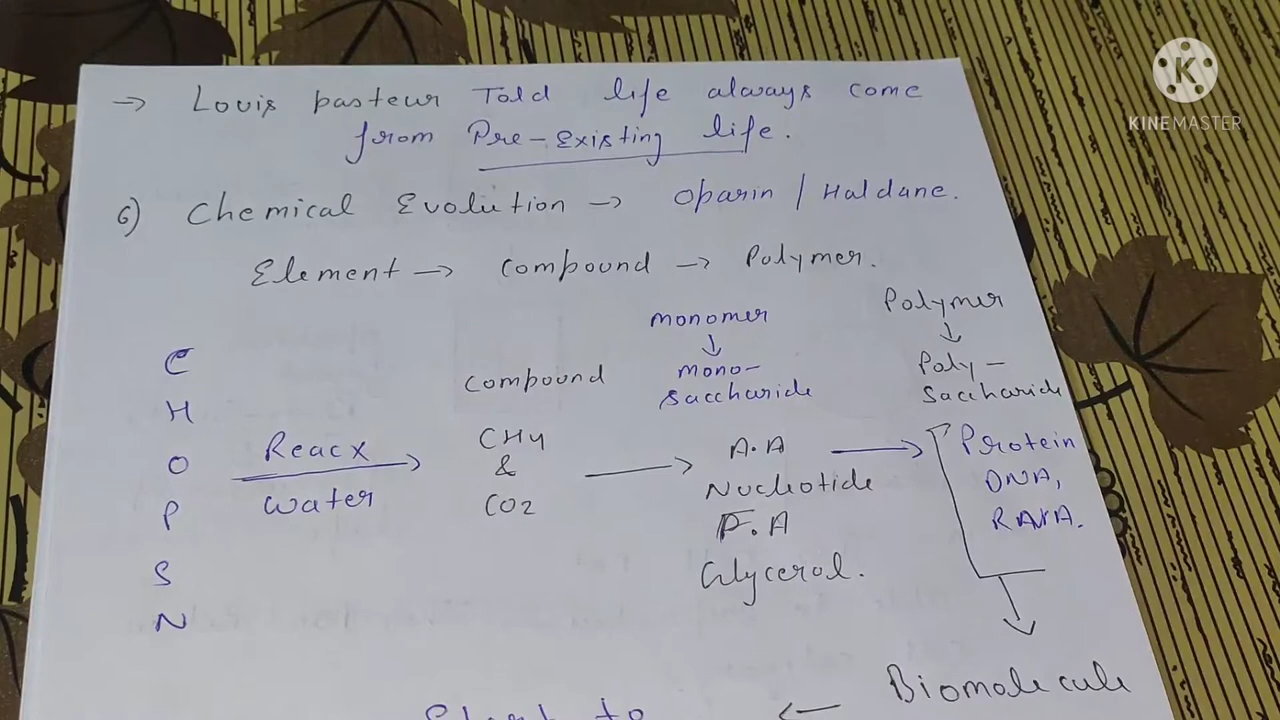 → Louis pasteur Told life always come
from Pre-Existing life.
6) Chemical Evolution → Oparin / Haldane.
Element → Compound → Polymer.
C
H
O
P
S
N
Reacx
Water
Compound
CH4
&
CO2
monomer
↓
mono-
saccharide
A.A
Nucleotide
F.A
Glycerol.
Polymer
↓
Poly-
Saccharide
Protein
DNA,
RNA.
Biomolecule
←
KINEMASTER